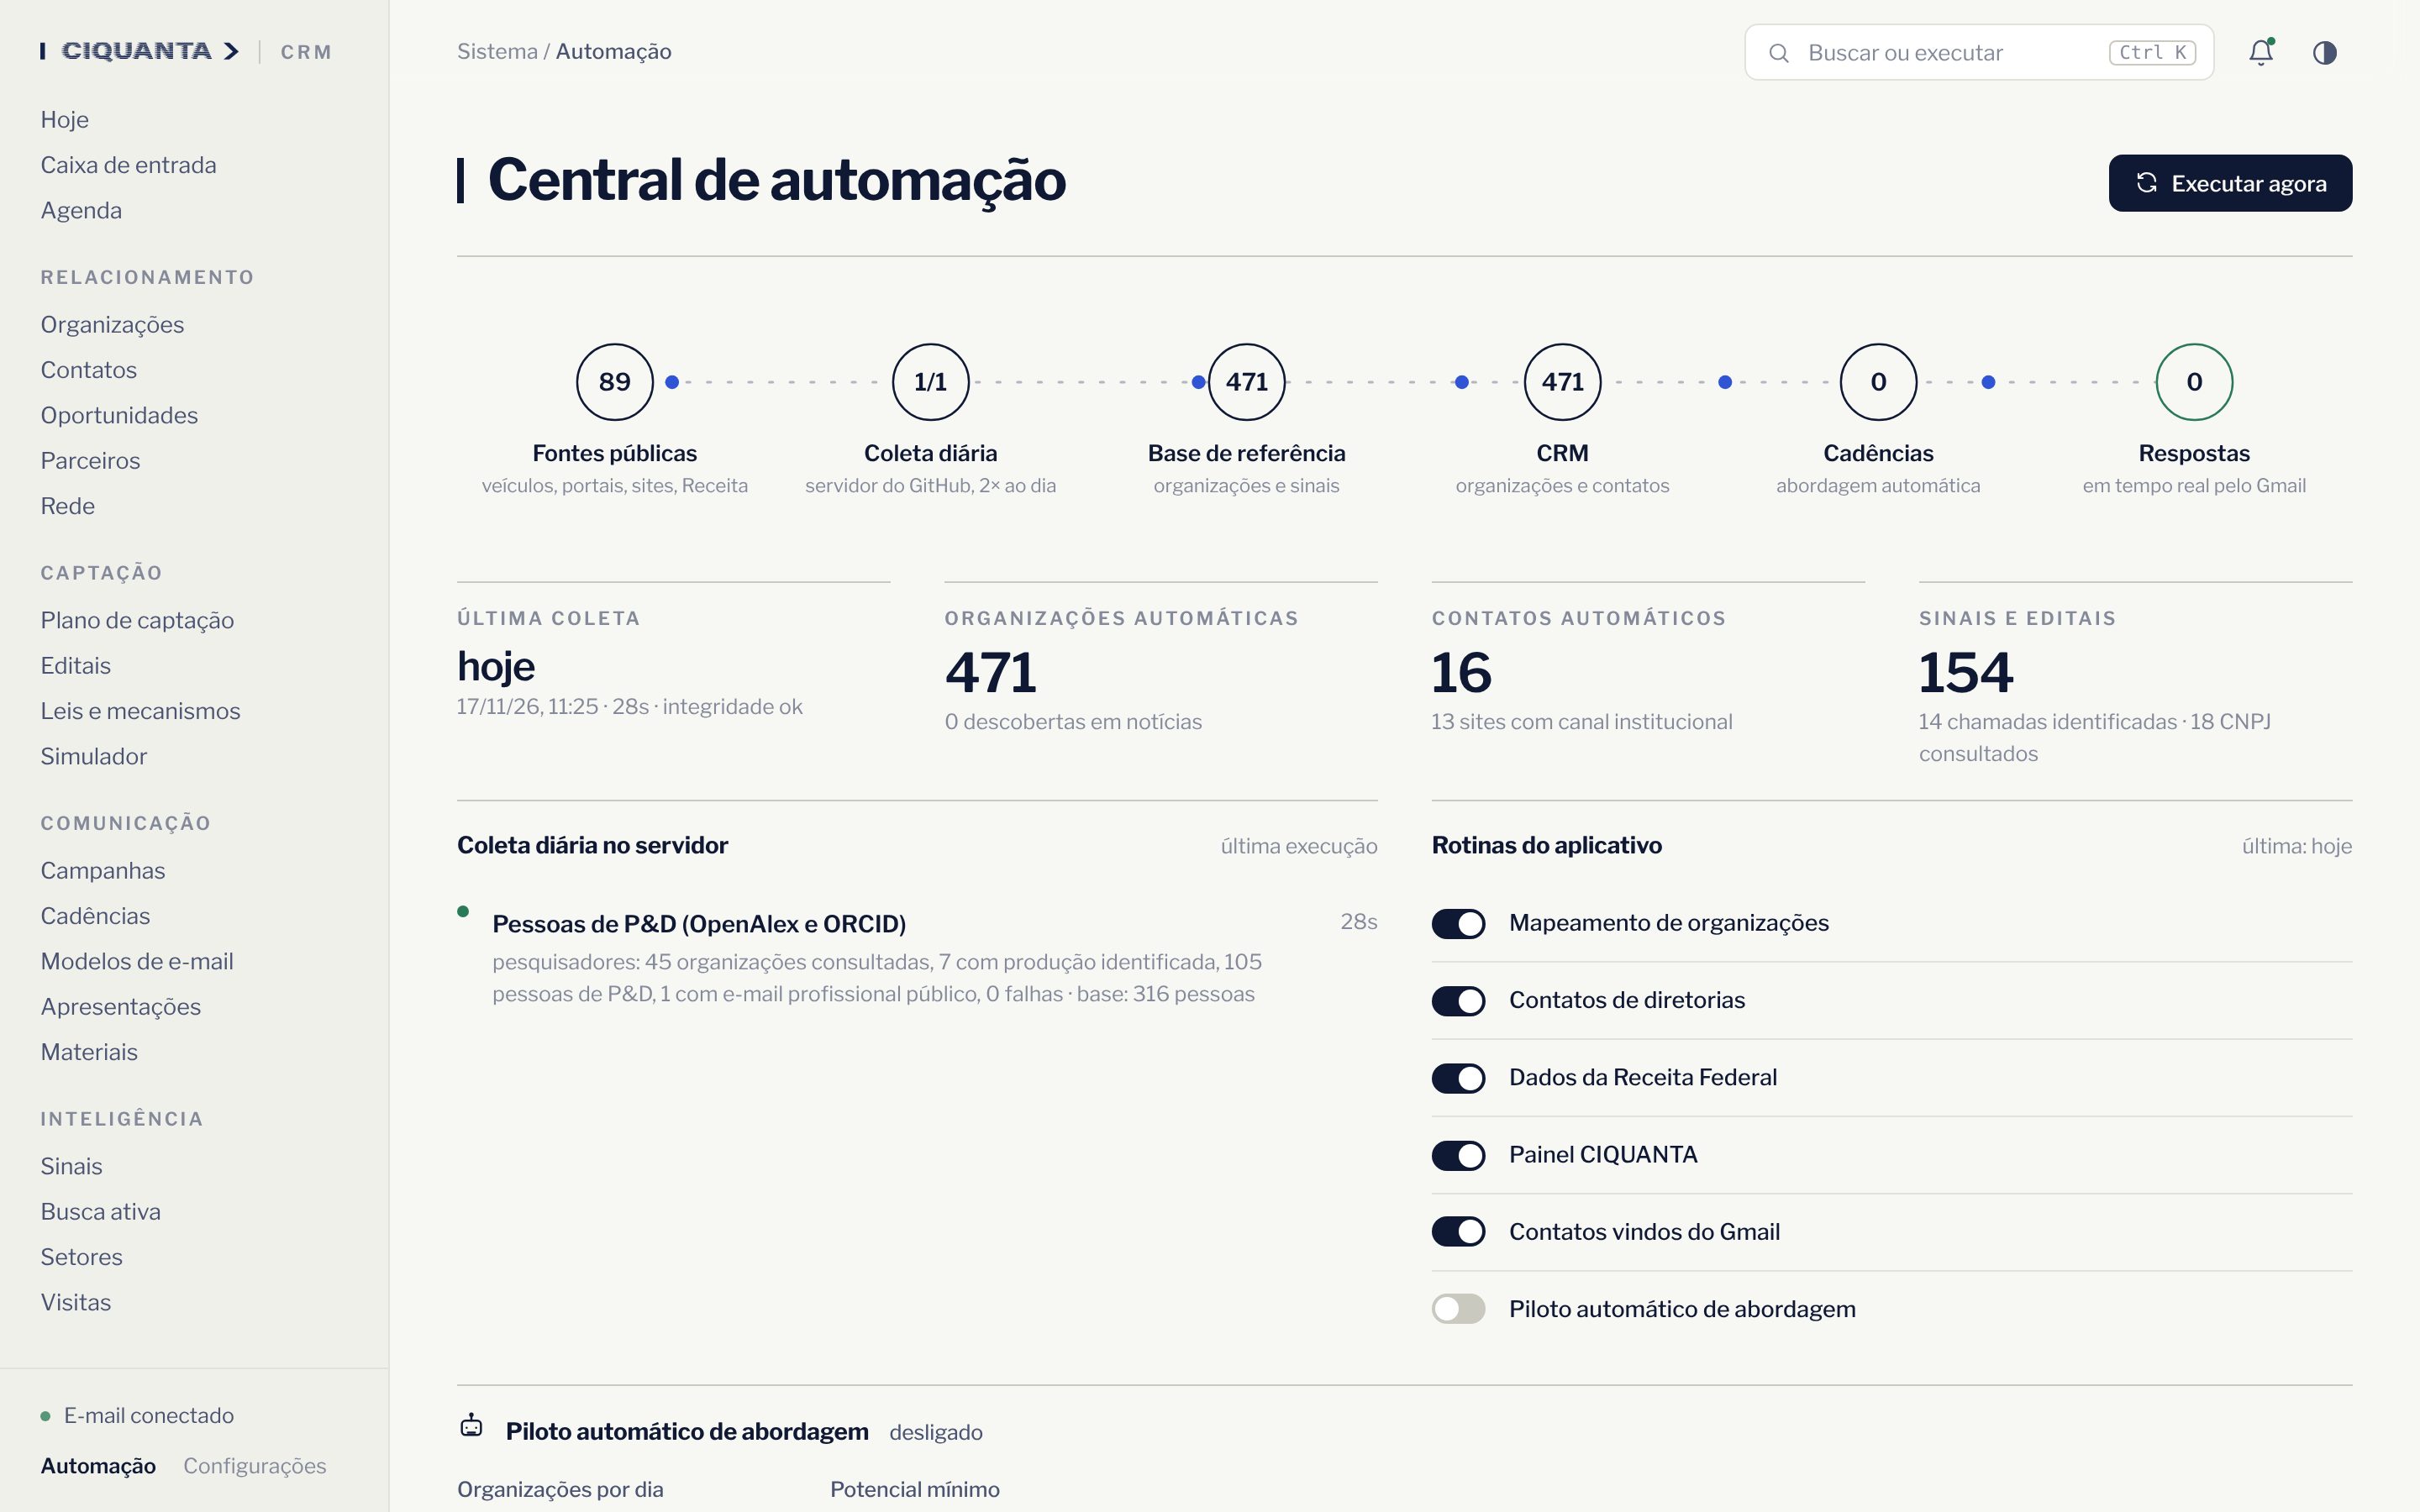 CIQUANTA
CRM
Hoje
Caixa de entrada
Agenda
RELACIONAMENTO
Organizações
Contatos
Oportunidades
Parceiros
Rede
CAPTAÇÃO
Plano de captação
Editais
Leis e mecanismos
Simulador
COMUNICAÇÃO
Campanhas
Cadências
Modelos de e-mail
Apresentações
Materiais
INTELIGÊNCIA
Sinais
Busca ativa
Setores
Visitas
E-mail conectado
Automação Configurações
Sistema / Automação
Buscar ou executar Ctrl K
Central de automação
Executar agora
89
Fontes públicas
veículos, portais, sites, Receita
1/1
Coleta diária
servidor do GitHub, 2× ao dia
471
Base de referência
organizações e sinais
471
CRM
organizações e contatos
0
Cadências
abordagem automática
0
Respostas
em tempo real pelo Gmail
ÚLTIMA COLETA
hoje
17/11/26, 11:25 · 28s · integridade ok
ORGANIZAÇÕES AUTOMÁTICAS
471
0 descobertas em notícias
CONTATOS AUTOMÁTICOS
16
13 sites com canal institucional
SINAIS E EDITAIS
154
14 chamadas identificadas · 18 CNPJ
consultados
Coleta diária no servidor última execução
Pessoas de P&D (OpenAlex e ORCID) 28s
pesquisadores: 45 organizações consultadas, 7 com produção identificada, 105
pessoas de P&D, 1 com e-mail profissional público, 0 falhas · base: 316 pessoas
Rotinas do aplicativo última: hoje
Mapeamento de organizações
Contatos de diretorias
Dados da Receita Federal
Painel CIQUANTA
Contatos vindos do Gmail
Piloto automático de abordagem
Piloto automático de abordagem desligado
Organizações por dia Potencial mínimo